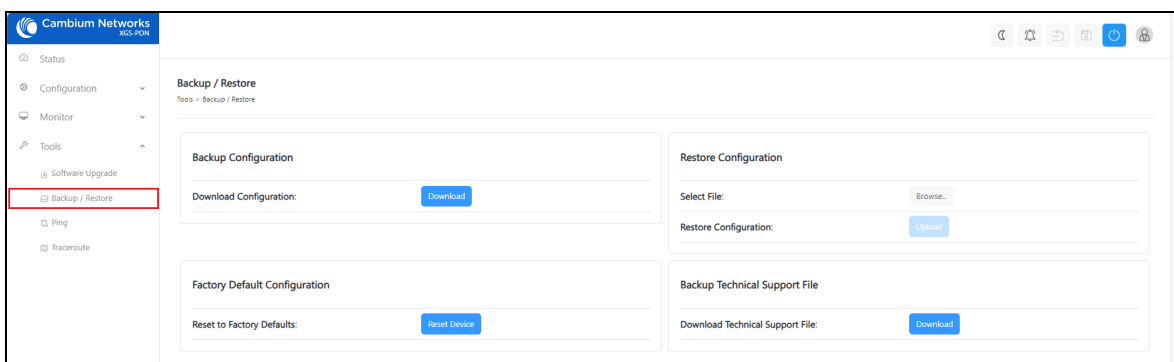 Cambium Networks
XGS-PON
Status
Configuration
Monitor
Tools
Software Upgrade
Backup / Restore
Ping
Traceroute
Backup / Restore
Tools > Backup / Restore
Backup Configuration
Download Configuration: Download
Restore Configuration
Select File: Browse..
Restore Configuration: Upload
Factory Default Configuration
Reset to Factory Defaults: Reset Device
Backup Technical Support File
Download Technical Support File: Download